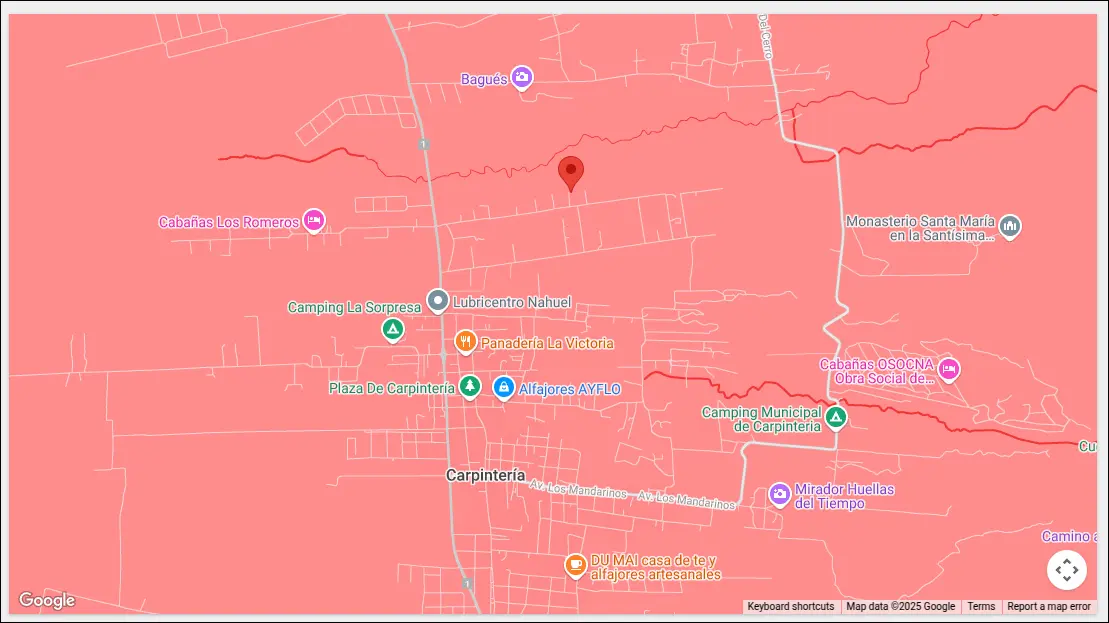 Del Cerro
Bagués
1
Cabañas Los Romeros
Monasterio Santa María
en la Santísima...
Camping La Sorpresa
Lubricentro Nahuel
Panadería La Victoria
Cabañas OSOCNA
Obra Social de...
Plaza De Carpintería
Alfajores AYFLO
Camping Municipal
de Carpinteria
Carpintería
Av. Los Mandarinos
Av. Los Mandarinos
Mirador Huellas
del Tiempo
Camino a
DU MAI casa de te y
alfajores artesanales
1
Google
Keyboard shortcuts
Map data ©2025 Google
Terms
Report a map error